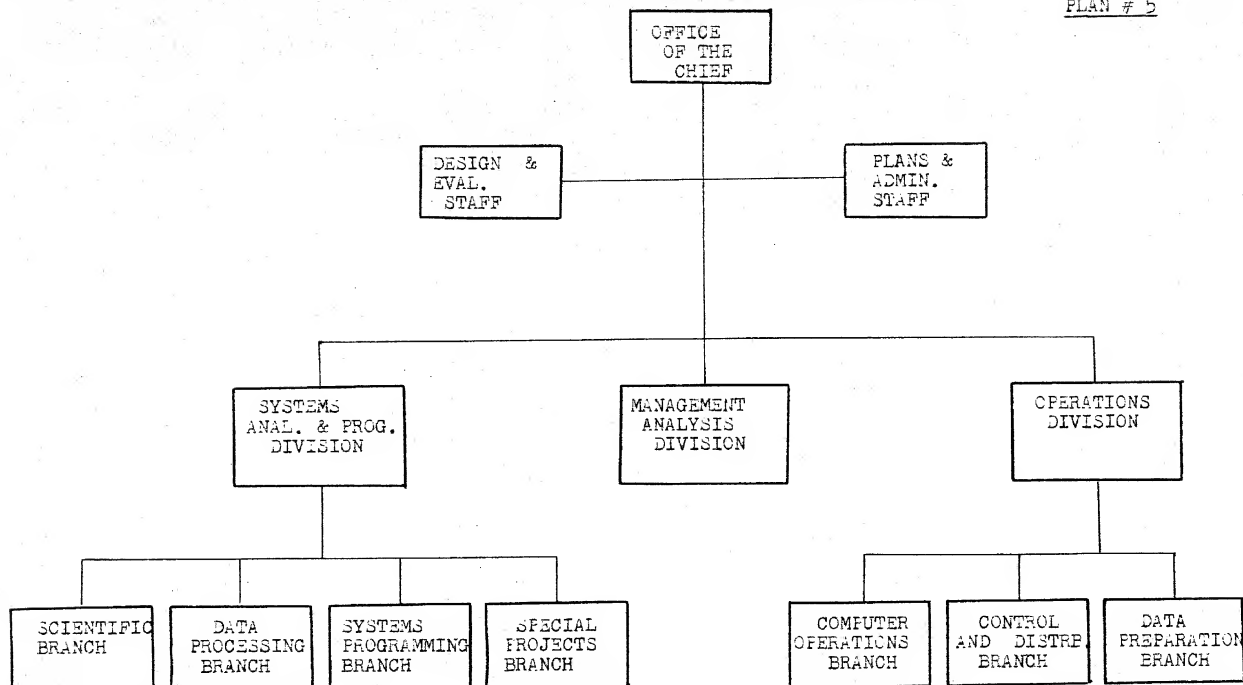 PLAN # 5
OFFICE
OF THE
CHIEF
DESIGN &
EVAL.
STAFF
PLANS &
ADMIN.
STAFF
SYSTEMS
ANAL. & PROG.
DIVISION
MANAGEMENT
ANALYSIS
DIVISION
OPERATIONS
DIVISION
SCIENTIFIC
BRANCH
DATA
PROCESSING
BRANCH
SYSTEMS
PROGRAMMING
BRANCH
SPECIAL
PROJECTS
BRANCH
COMPUTER
OPERATIONS
BRANCH
CONTROL
AND DISTRB.
BRANCH
DATA
PREPARATION
BRANCH